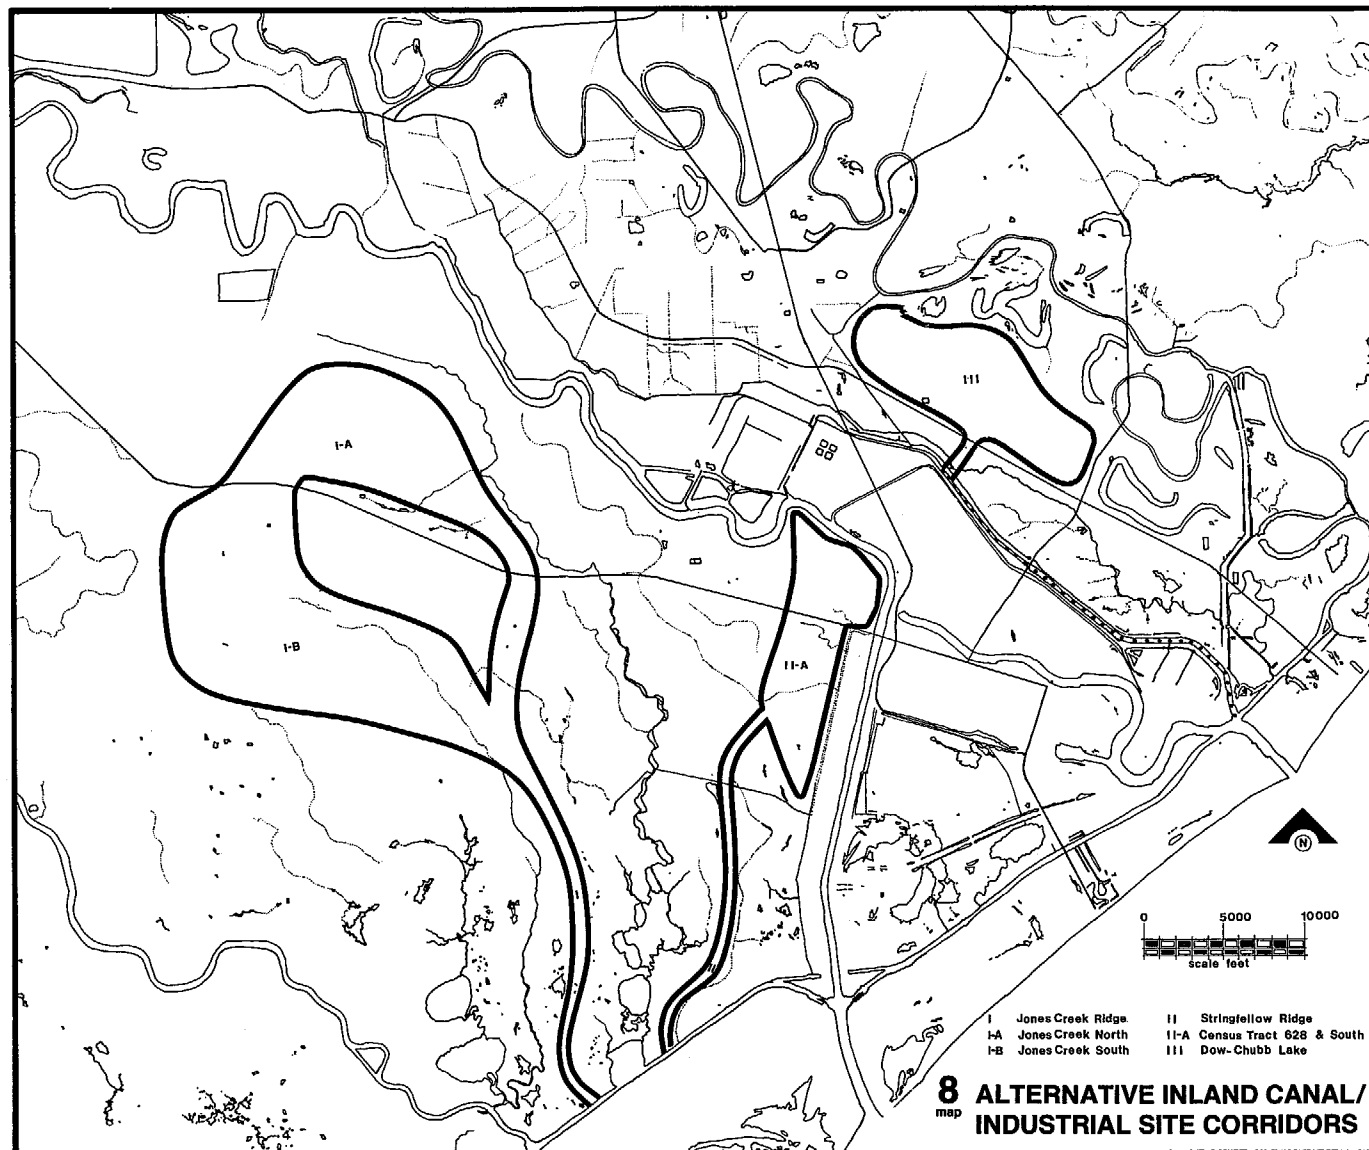 III
I-A
I-B
II-A
N
0 5000 10000
scale feet
I Jones Creek Ridge
I-A Jones Creek North
I-B Jones Creek South
II Stringfellow Ridge
II-A Census Tract 628 & South
III Dow-Chubb Lake
8
map
ALTERNATIVE INLAND CANAL/
INDUSTRIAL SITE CORRIDORS